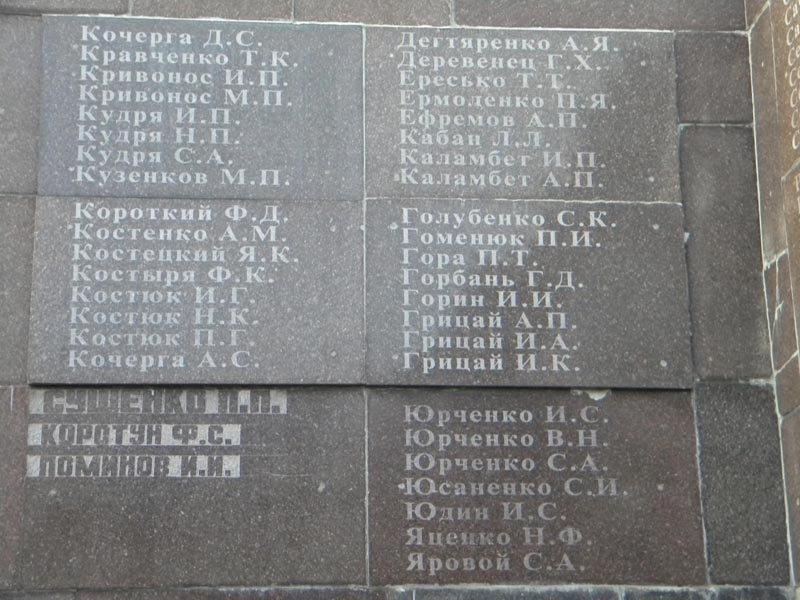 Кочерга Д.С.
Кравченко Т.К.
Кривонос И.П.
Кривонос М.П.
Кудря И.П.
Кудря Н.П.
Кудря С.А.
Кузенков М.П.
Короткий Ф.Д.
Костенко А.М.
Костецкий Я.К.
Костыря Ф.К.
Костюк И.Г.
Костюк Н.К.
Костюк П.Г.
Кочерга А.С.
КОРОТУН Ф.С.
ЛОМИНОВ И.И.
Дегтяренко А.Я.
Деревенец Г.Х.
Ересько Т.Т.
Ермоленко П.Я.
Ефремов А.П.
Кабан Л.Л.
Каламбет И.П.
Каламбет А.П.
Голубенко С.К.
Гоменюк П.И.
Гора П.Т.
Горбань Г.Д.
Горин И.И.
Грицай А.П.
Грицай И.А.
Грицай И.К.
Юрченко И.С.
Юрченко В.Н.
Юрченко С.А.
Юсаненко С.И.
Юдин И.С.
Яценко Н.Ф.
Яровой С.А.